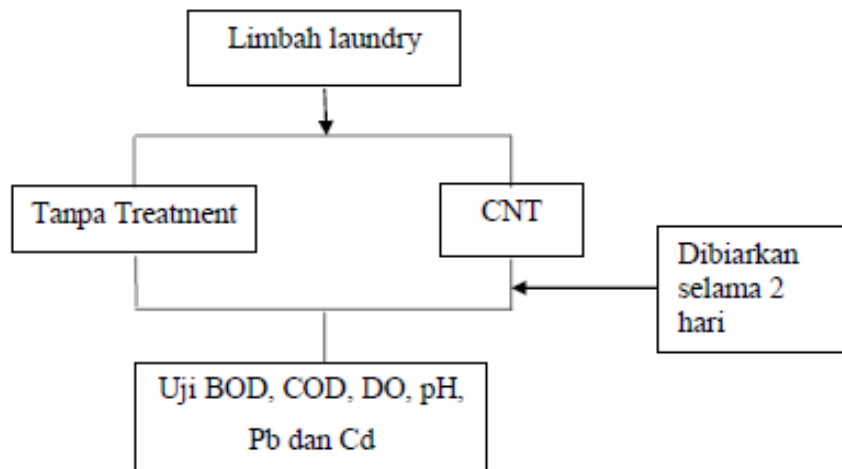 Limbah laundry
Tanpa Treatment
CNT
Dibiarkan
selama 2
hari
Uji BOD, COD, DO, pH,
Pb dan Cd